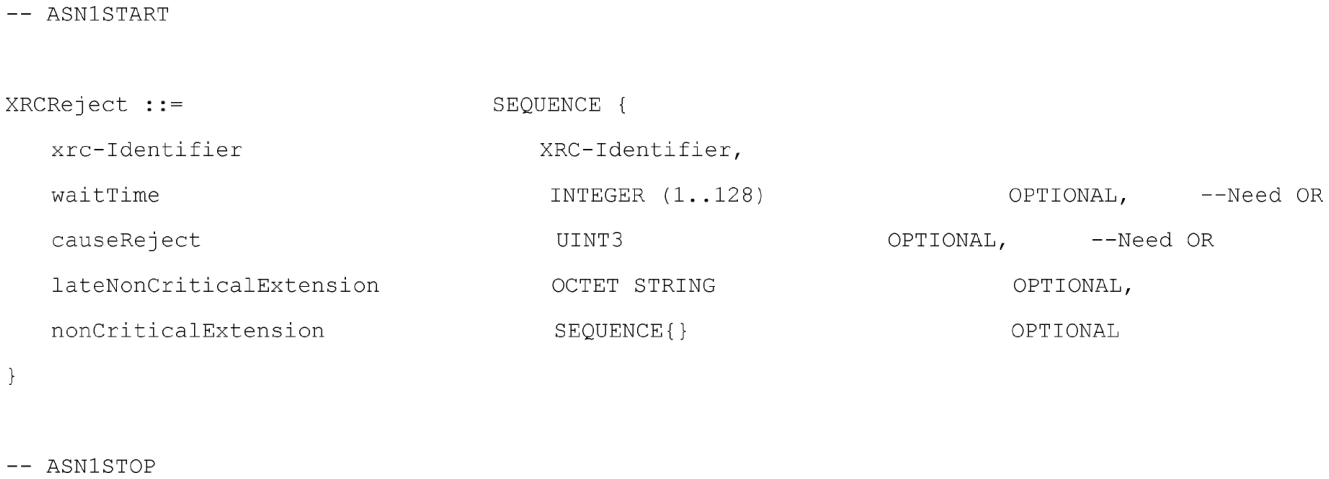 -- ASN1START
XRCReject ::= SEQUENCE {
xrc-Identifier XRC-Identifier,
waitTime INTEGER (1..128) OPTIONAL, --Need OR
causeReject UINT3 OPTIONAL, --Need OR
lateNonCriticalExtension OCTET STRING OPTIONAL,
nonCriticalExtension SEQUENCE{} OPTIONAL
}
-- ASN1STOP